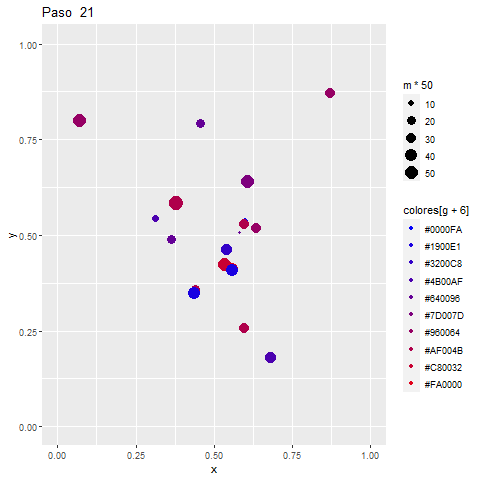 Paso  21
1.00
0.75
0.50
0.25
0.00
y
0.00
0.25
0.50
0.75
1.00
x
m * 50
10
20
30
40
50
colores[g + 6]
#0000FA
#1900E1
#3200C8
#4B00AF
#640096
#7D007D
#960064
#AF004B
#C80032
#FA0000